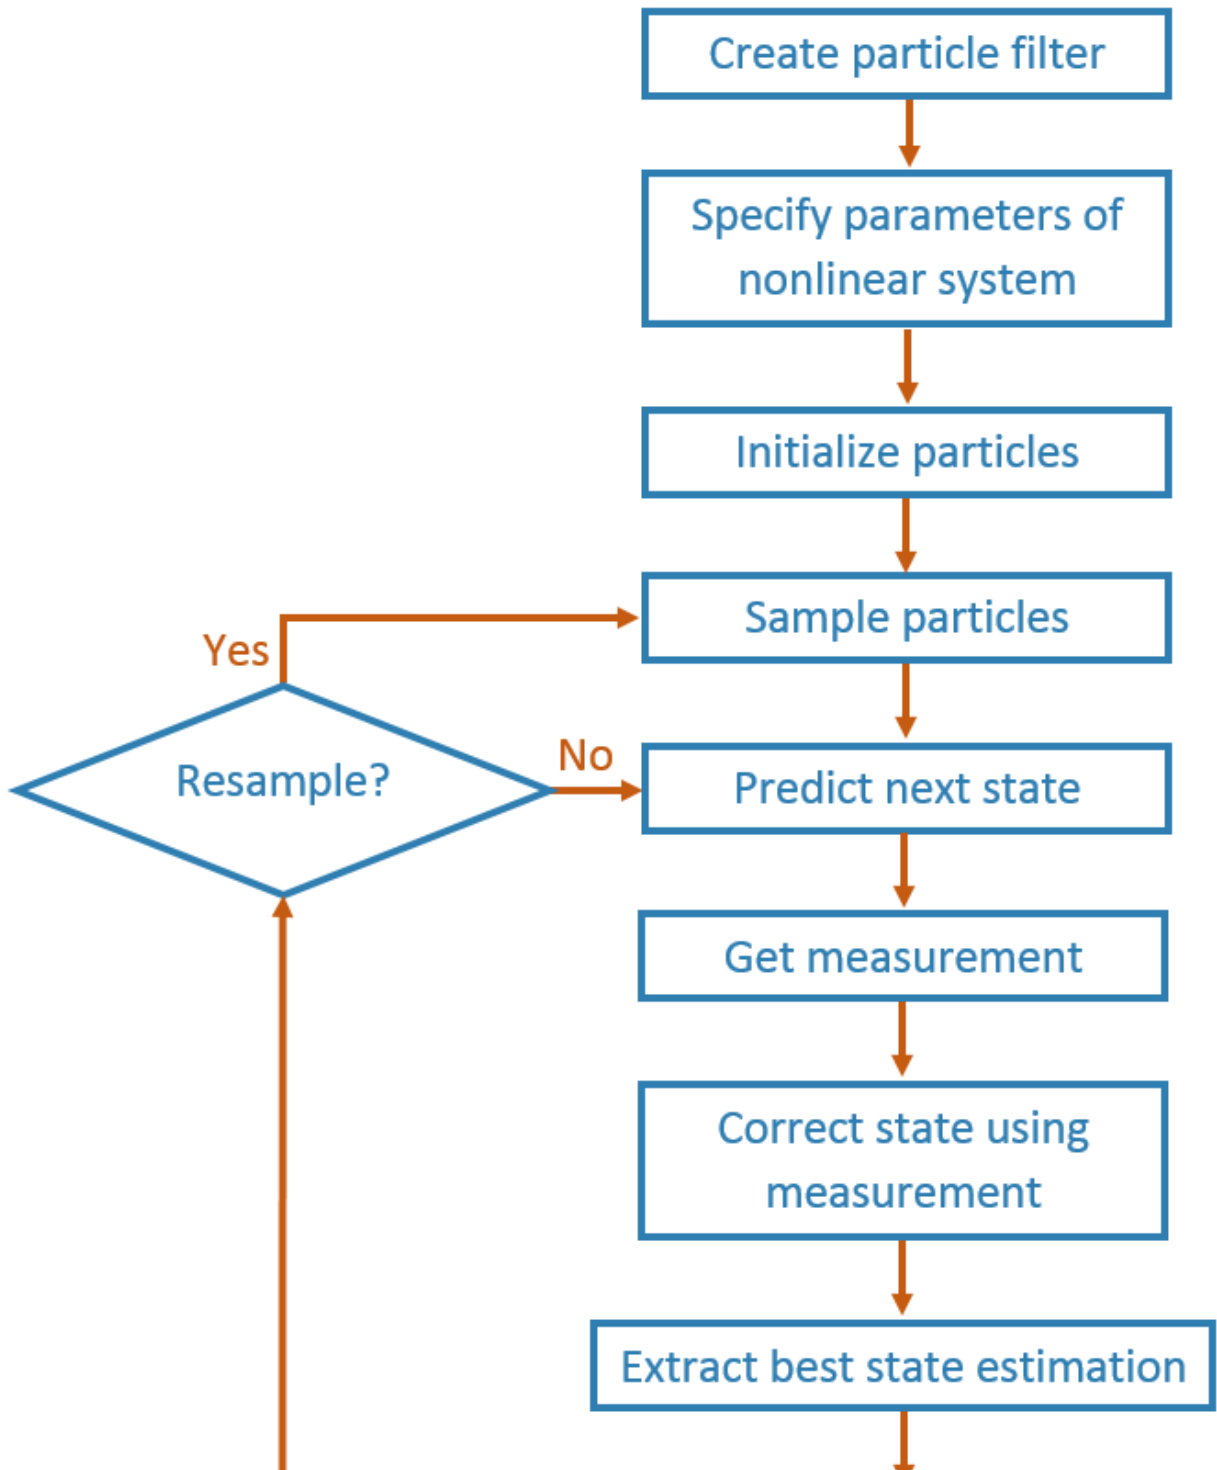 Create particle filter
Specify parameters of
nonlinear system
Initialize particles
Sample particles
Yes
Resample?
No
Predict next state
Get measurement
Correct state using
measurement
Extract best state estimation